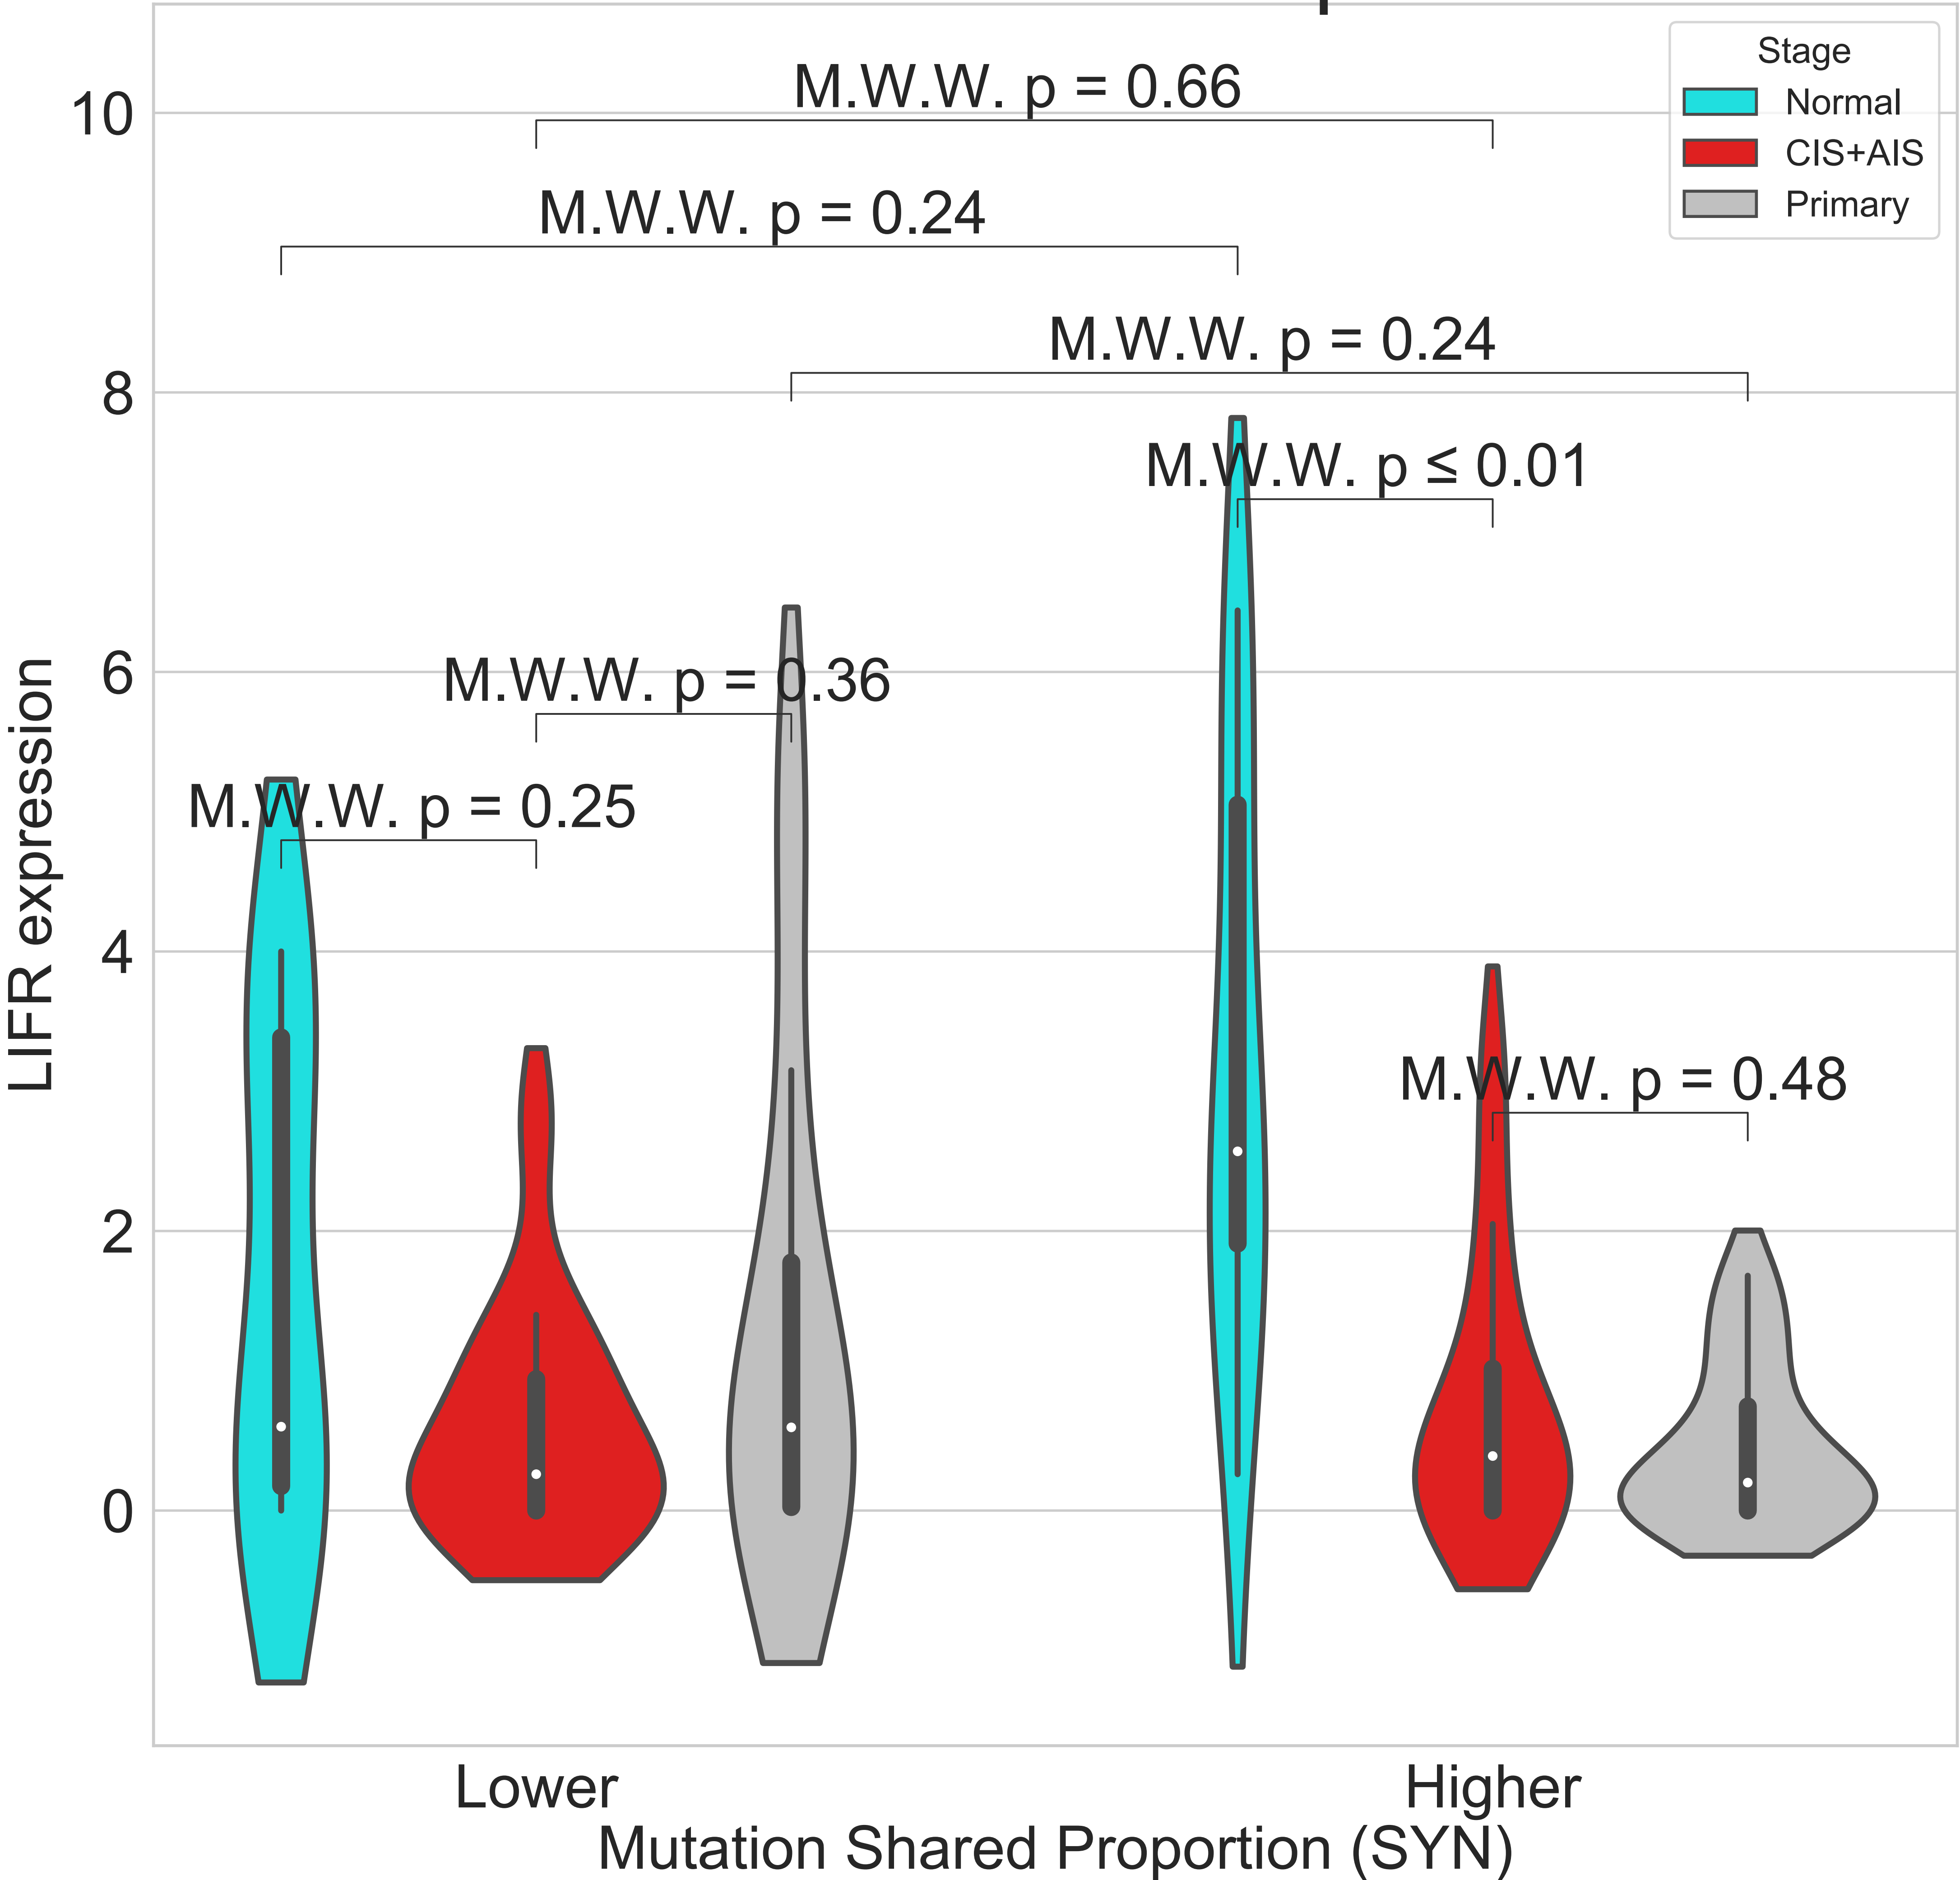 Stage
Normal
CIS+AIS
Primary
M.W.W. p = 0.66
M.W.W. p = 0.24
M.W.W. p = 0.24
M.W.W. p ≤ 0.01
M.W.W. p = 0.36
M.W.W. p = 0.25
M.W.W. p = 0.48
10
8
6
4
2
0
LIFR expression
Lower
Higher
Mutation Shared Proportion (SYN)